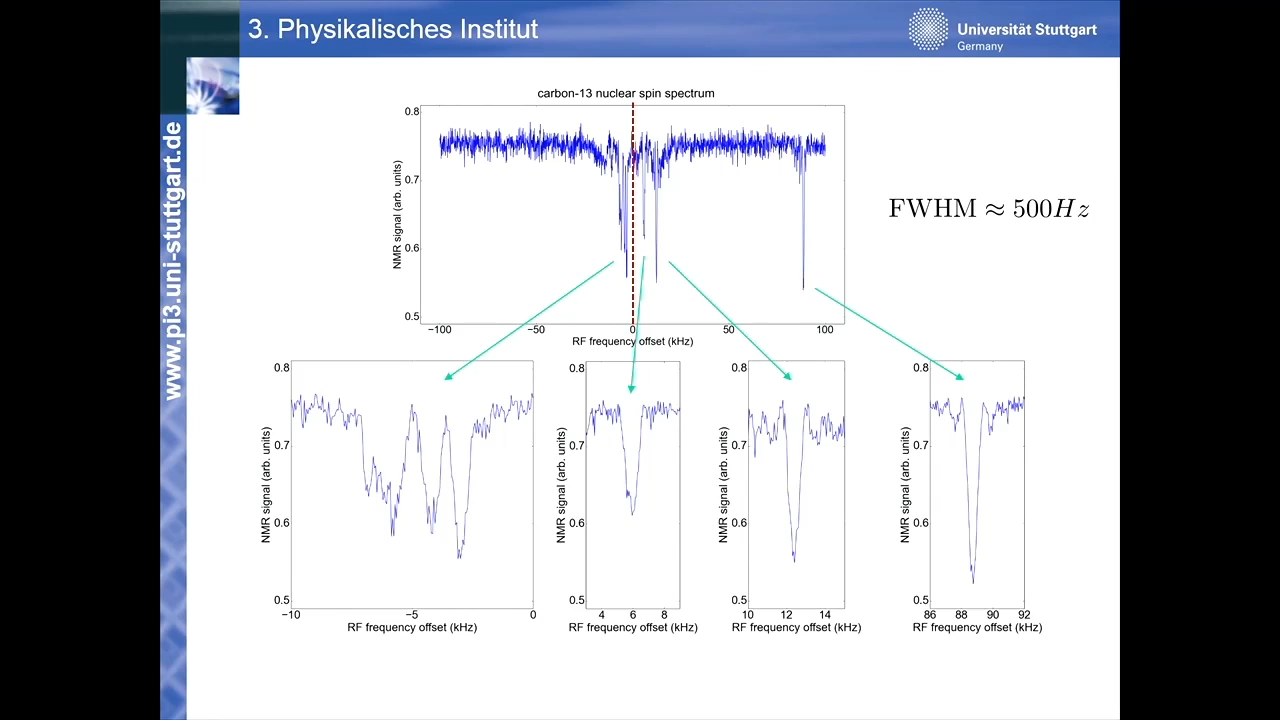 3. Physikalisches Institut
Universität Stuttgart
Germany
www.pi3.uni-stuttgart.de
carbon-13 nuclear spin spectrum
0.8
0.7
0.6
0.5
NMR signal (arb. units)
−100
−50
0
50
100
RF frequency offset (kHz)
FWHM ≈ 500Hz
0.8
0.7
0.6
0.5
NMR signal (arb. units)
−10
−5
0
RF frequency offset (kHz)
0.8
0.7
0.6
0.5
NMR signal (arb. units)
4
6
8
RF frequency offset (kHz)
0.8
0.7
0.6
0.5
NMR signal (arb. units)
10
12
14
RF frequency offset (kHz)
0.8
0.7
0.6
0.5
NMR signal (arb. units)
86
88
90
92
RF frequency offset (kHz)